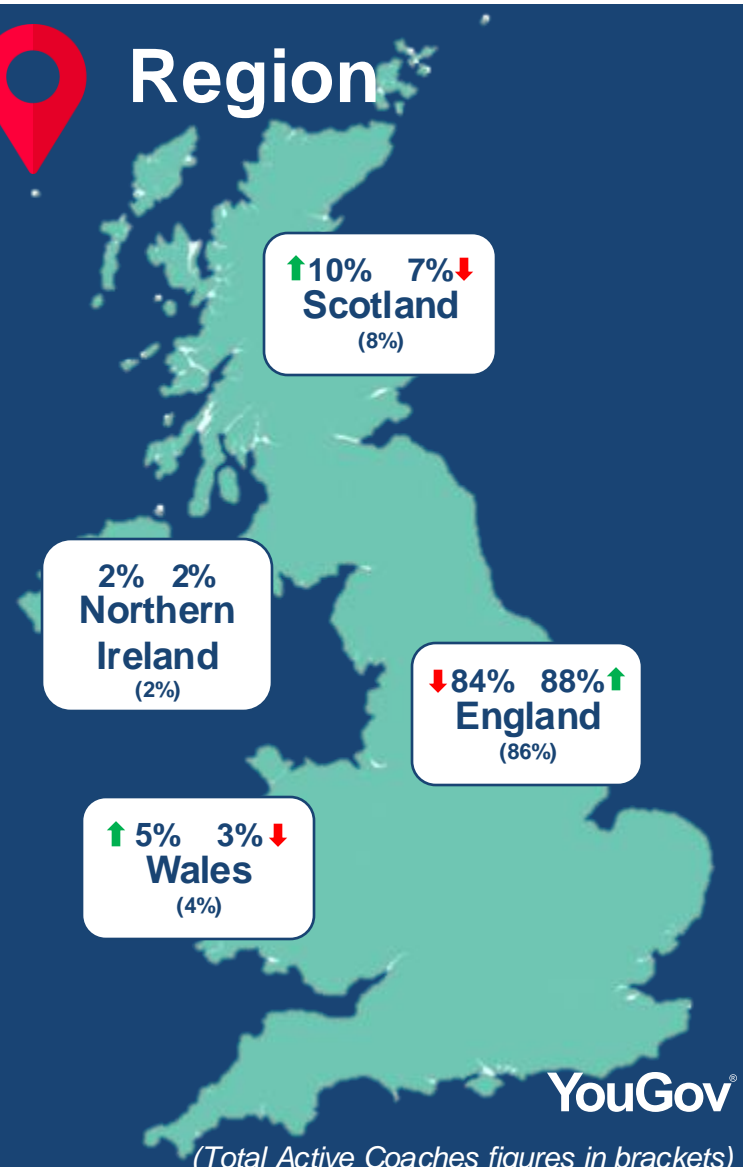 Region
10% 7%
Scotland
(8%)
2% 2%
Northern
Ireland
(2%)
84% 88%
England
(86%)
5% 3%
Wales
(4%)
YouGov®
(Total Active Coaches figures in brackets)